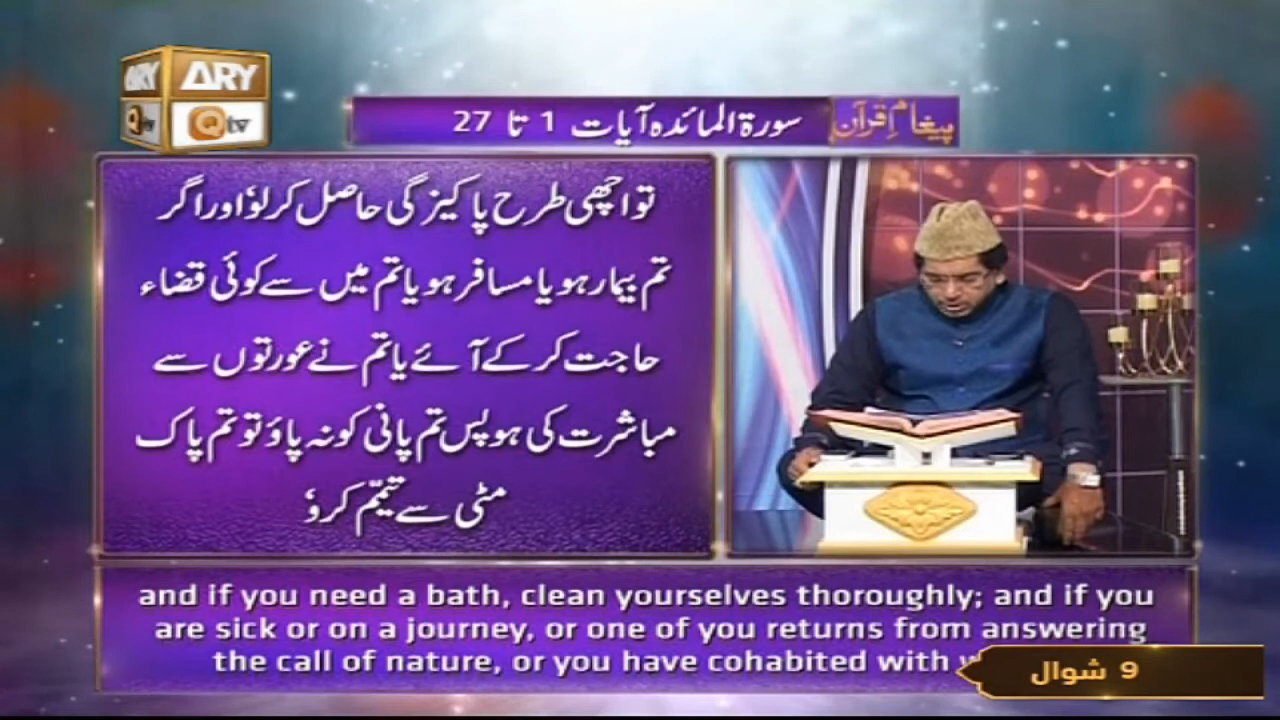 ARY
ARY
Qtv
Qtv
پیغامِ قرآن
سورۃ المائدہ آیات 1 تا 27
تو اچھی طرح پاکیزگی حاصل کر لوٗ اور اگر
تم بیمار ہو یا مسافر ہو یا تم میں سے کوئی قضاء
حاجت کر کے آئے یا تم نے عورتوں سے
مباشرت کی ہو پس تم پانی کو نہ پاؤ تو تم پاک
مٹی سے تیمّم کروٗ
and if you need a bath, clean yourselves thoroughly; and if you
are sick or on a journey, or one of you returns from answering
the call of nature, or you have cohabited with
9 شوال